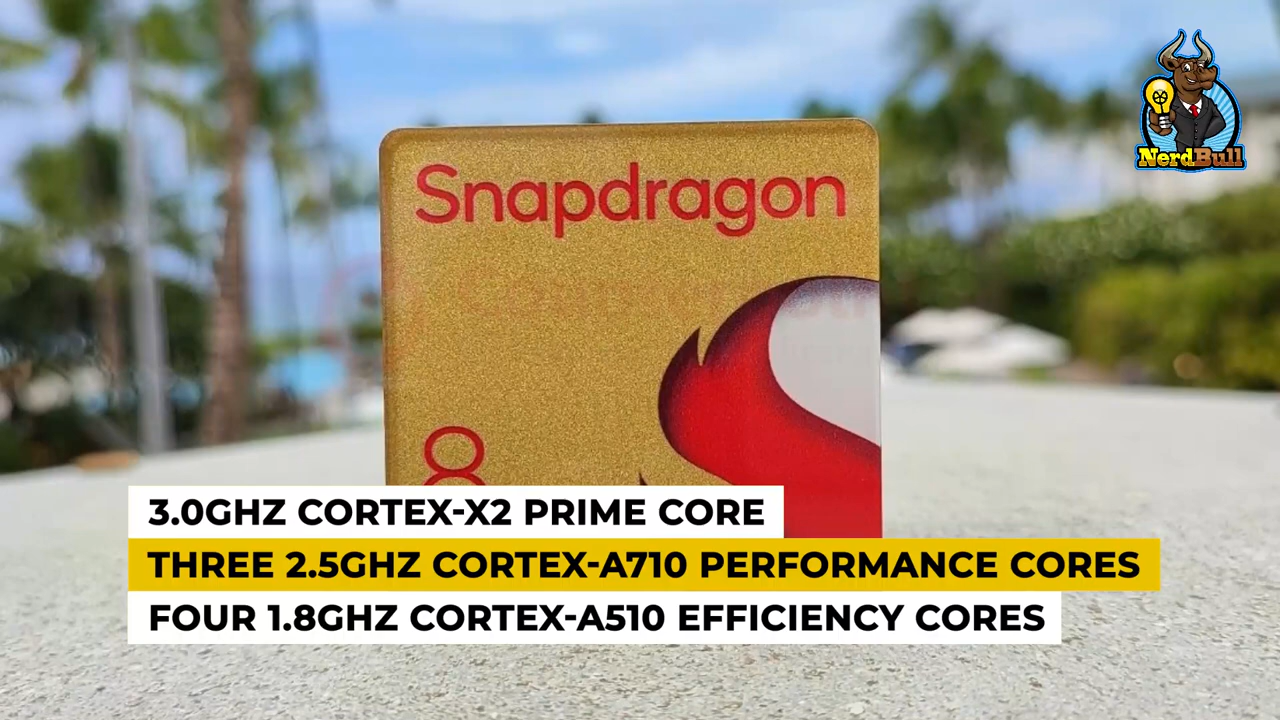 NerdBull
Snapdragon
8
3.0GHZ CORTEX-X2 PRIME CORE
THREE 2.5GHZ CORTEX-A710 PERFORMANCE CORES
FOUR 1.8GHZ CORTEX-A510 EFFICIENCY CORES